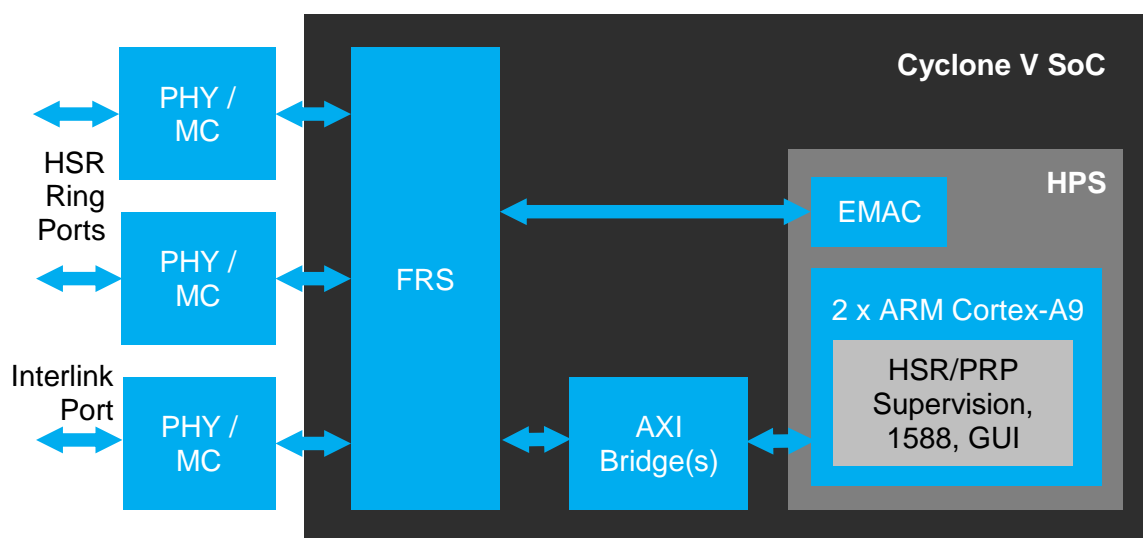 Cyclone V SoC
PHY /
MC
HSR
Ring
Ports
PHY /
MC
Interlink
Port
PHY /
MC
FRS
AXI
Bridge(s)
HPS
EMAC
2 x ARM Cortex-A9
HSR/PRP
Supervision,
1588, GUI